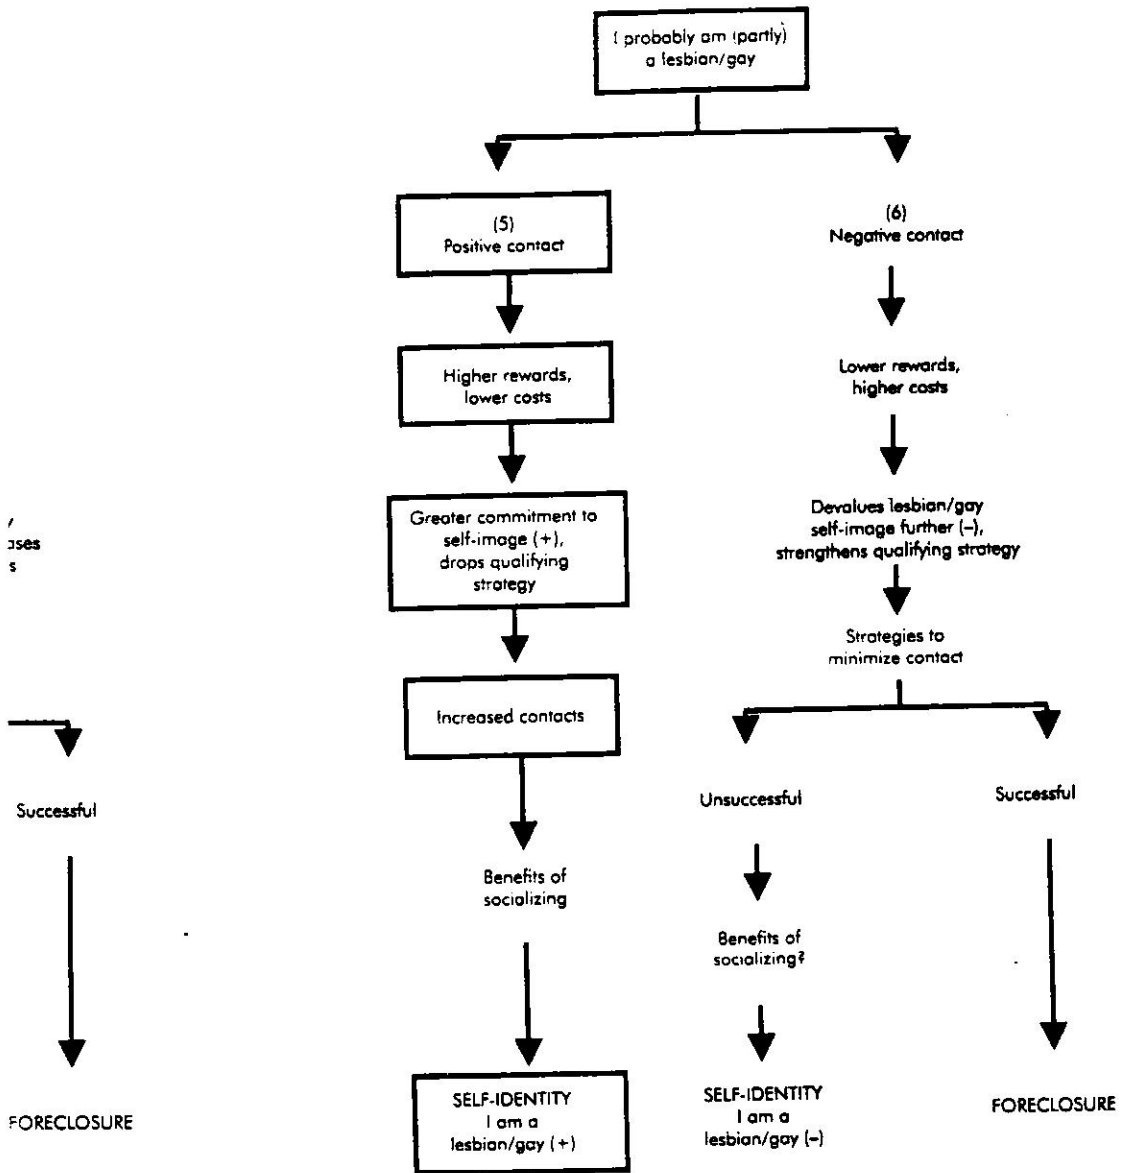 I probably am (partly)
a lesbian/gay
(5)
Positive contact
(6)
Negative contact
Higher rewards,
lower costs
Lower rewards,
higher costs
Greater commitment to
self-image (+),
drops qualifying
strategy
Devalues lesbian/gay
self-image further (–),
strengthens qualifying strategy
Strategies to
minimize contact
Increased contacts
Successful
Unsuccessful
Successful
Benefits of
socializing
Benefits of
socializing?
FORECLOSURE
SELF-IDENTITY
I am a
lesbian/gay (+)
SELF-IDENTITY
I am a
lesbian/gay (–)
FORECLOSURE